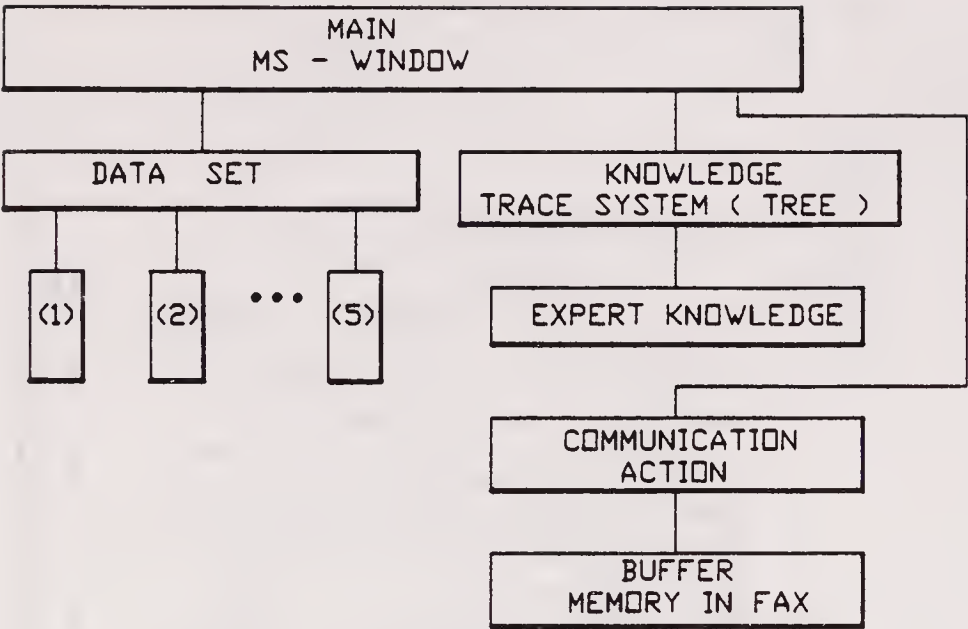 MAIN
MS - WINDOW
DATA SET
KNOWLEDGE
TRACE SYSTEM ( TREE )
(1)
(2)
•••
(5)
EXPERT KNOWLEDGE
COMMUNICATION
ACTION
BUFFER
MEMORY IN FAX